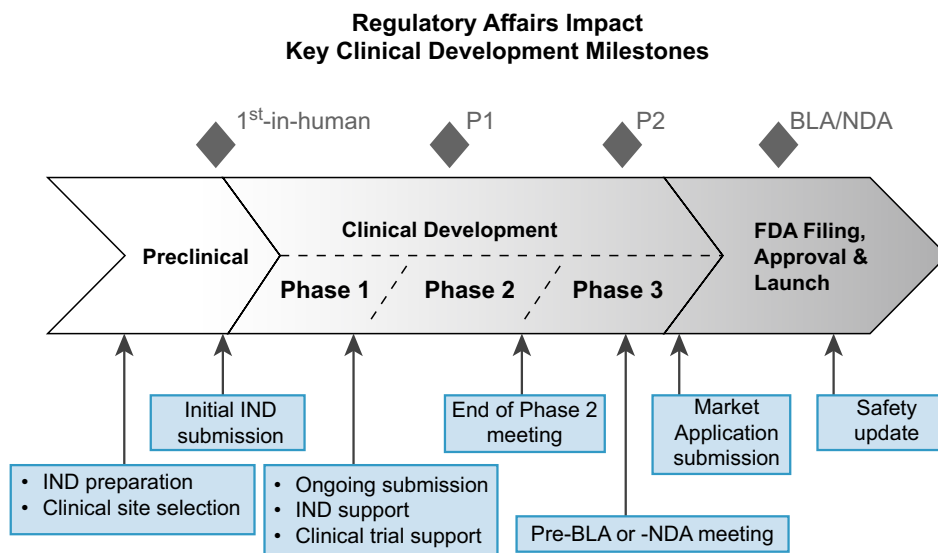 Regulatory Affairs Impact
Key Clinical Development Milestones
1st-in-human
P1
P2
BLA/NDA
Preclinical
Clinical Development
Phase 1
Phase 2
Phase 3
FDA Filing,
Approval &
Launch
Initial IND
submission
End of Phase 2
meeting
Market
Application
submission
Safety
update
• IND preparation
• Clinical site selection
• Ongoing submission
• IND support
• Clinical trial support
Pre-BLA or -NDA meeting